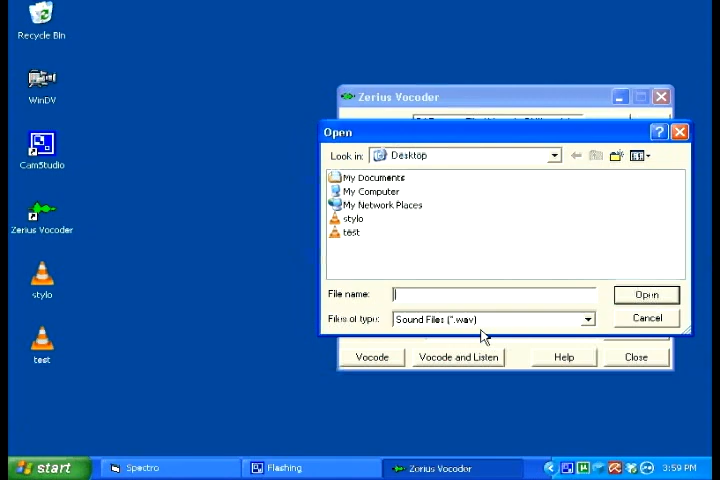 Recycle Bin
WinDV
CamStudio
Zerius Vocoder
stylo
test
Zerius Vocoder
Open
Look in:
Desktop
My Documents
My Computer
My Network Places
stylo
test
File name:
Open
Files of type:
Sound Files (*.wav)
Cancel
Vocode
Vocode and Listen
Help
Close
start
Spectro
Flashing
Zerius Vocoder
3:59 PM